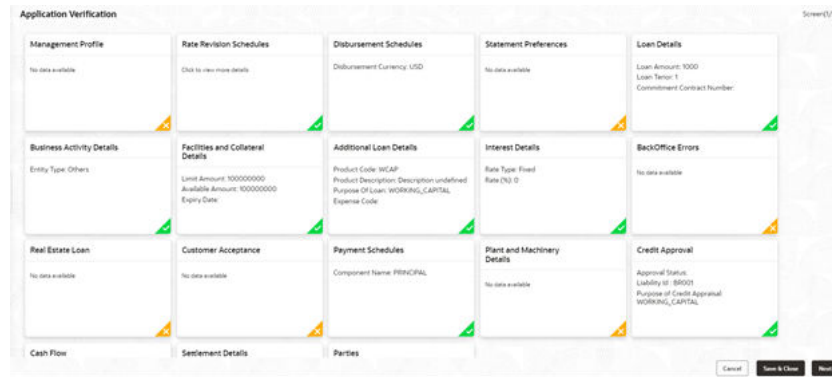 Application Verification
Screen(1/
Management Profile
No data available
Rate Revision Schedules
Click to view more details
Disbursement Schedules
Disbursement Currency: USD
Statement Preferences
No data available
Loan Details
Loan Amount: 1000
Loan Tenor: 1
Commitment Contract Number:
Business Activity Details
Entity Type: Others
Facilities and Collateral
Details
Limit Amount: 100000000
Available Amount: 100000000
Expiry Date:
Additional Loan Details
Product Code: WCAP
Product Description: Description undefined
Purpose Of Loan: WORKING_CAPITAL
Expense Code:
Interest Details
Rate Type: Fixed
Rate (%): 0
BackOffice Errors
No data available
Real Estate Loan
No data available
Customer Acceptance
No data available
Payment Schedules
Component Name: PRINCIPAL
Plant and Machinery
Details
No data available
Credit Approval
Approval Status:
Liability Id : BR001
Purpose of Credit Appraisal:
WORKING_CAPITAL
Cash Flow
Settlement Details
Parties
Cancel
Save & Close
Next